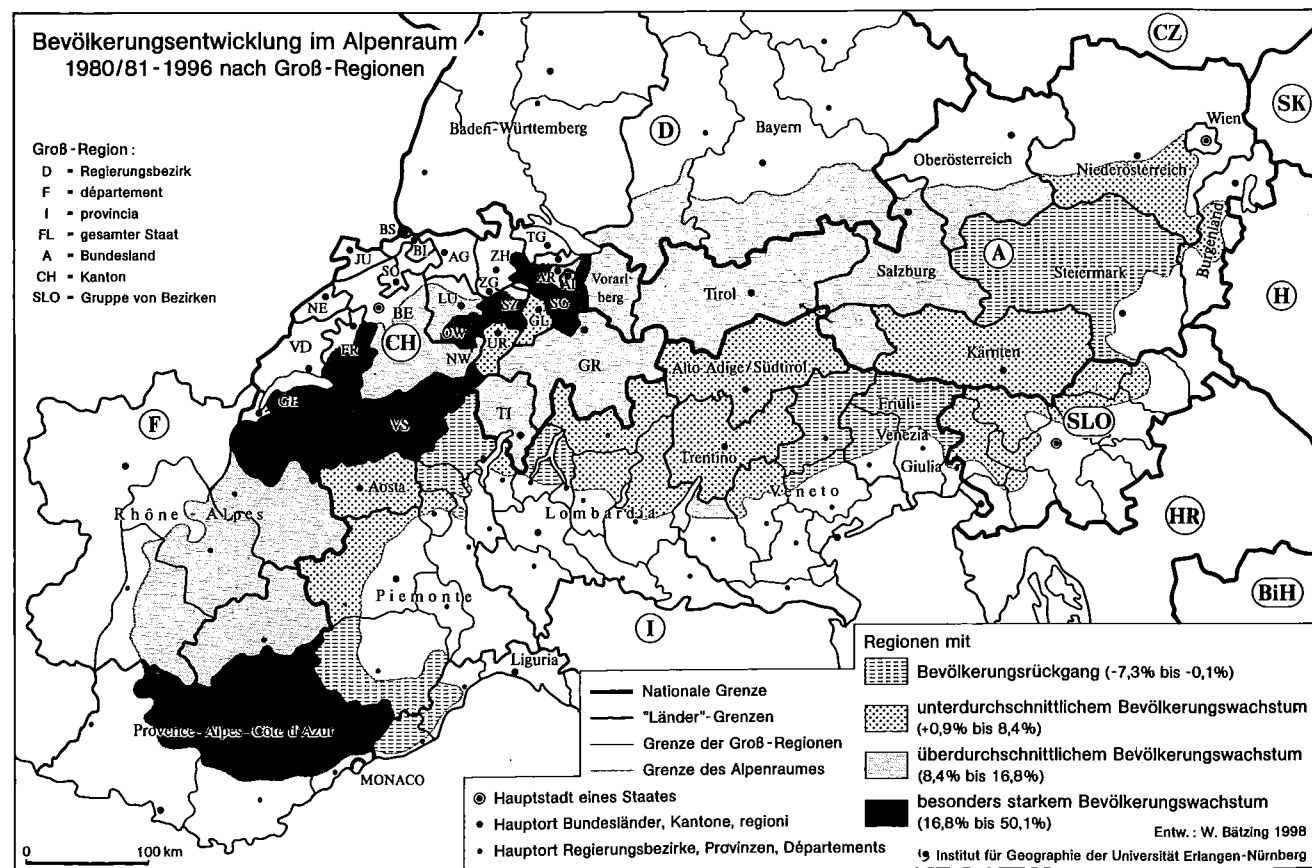 Bevölkerungsentwicklung im Alpenraum
1980/81-1996 nach Groß-Regionen
Groß-Region:
D - Regierungsbezirk
F - département
I - provincia
FL - gesamter Staat
A - Bundesland
CH - Kanton
SLO - Gruppe von Bezirken
CZ
SK
Wien
Baden-Württemberg
D
Bayern
Oberösterreich
Niederösterreich
Burgenland
BS
BL
TG
JU
SO
AG
ZH
AR
AI
ZG
Vorarl-
berg
Tirol
Salzburg
A
Steiermark
H
NE
BE
LU
SZ
SG
GL
VD
FR
CH
OW
NW
UR
GR
Alto Adige/Südtirol
Kärnten
GE
VS
TI
Friuli
Venezia
Giulia
SLO
F
Trentino
Aosta
Rhône-Alpes
Lombardia
Veneto
HR
Piemonte
BiH
I
Liguria
Provence-Alpes-Côte d'Azur
MONACO
Nationale Grenze
"Länder"-Grenzen
Grenze der Groß-Regionen
Grenze des Alpenraumes
Hauptstadt eines Staates
Hauptort Bundesländer, Kantone, regioni
Hauptort Regierungsbezirke, Provinzen, Départements
0 100 km
Regionen mit
Bevölkerungsrückgang (-7,3% bis -0,1%)
unterdurchschnittlichem Bevölkerungswachstum
(+0,9% bis 8,4%)
überdurchschnittlichem Bevölkerungswachstum
(8,4% bis 16,8%)
besonders starkem Bevölkerungswachstum
(16,8% bis 50,1%)
Entw.: W. Bätzing 1998
Institut für Geographie der Universität Erlangen-Nürnberg